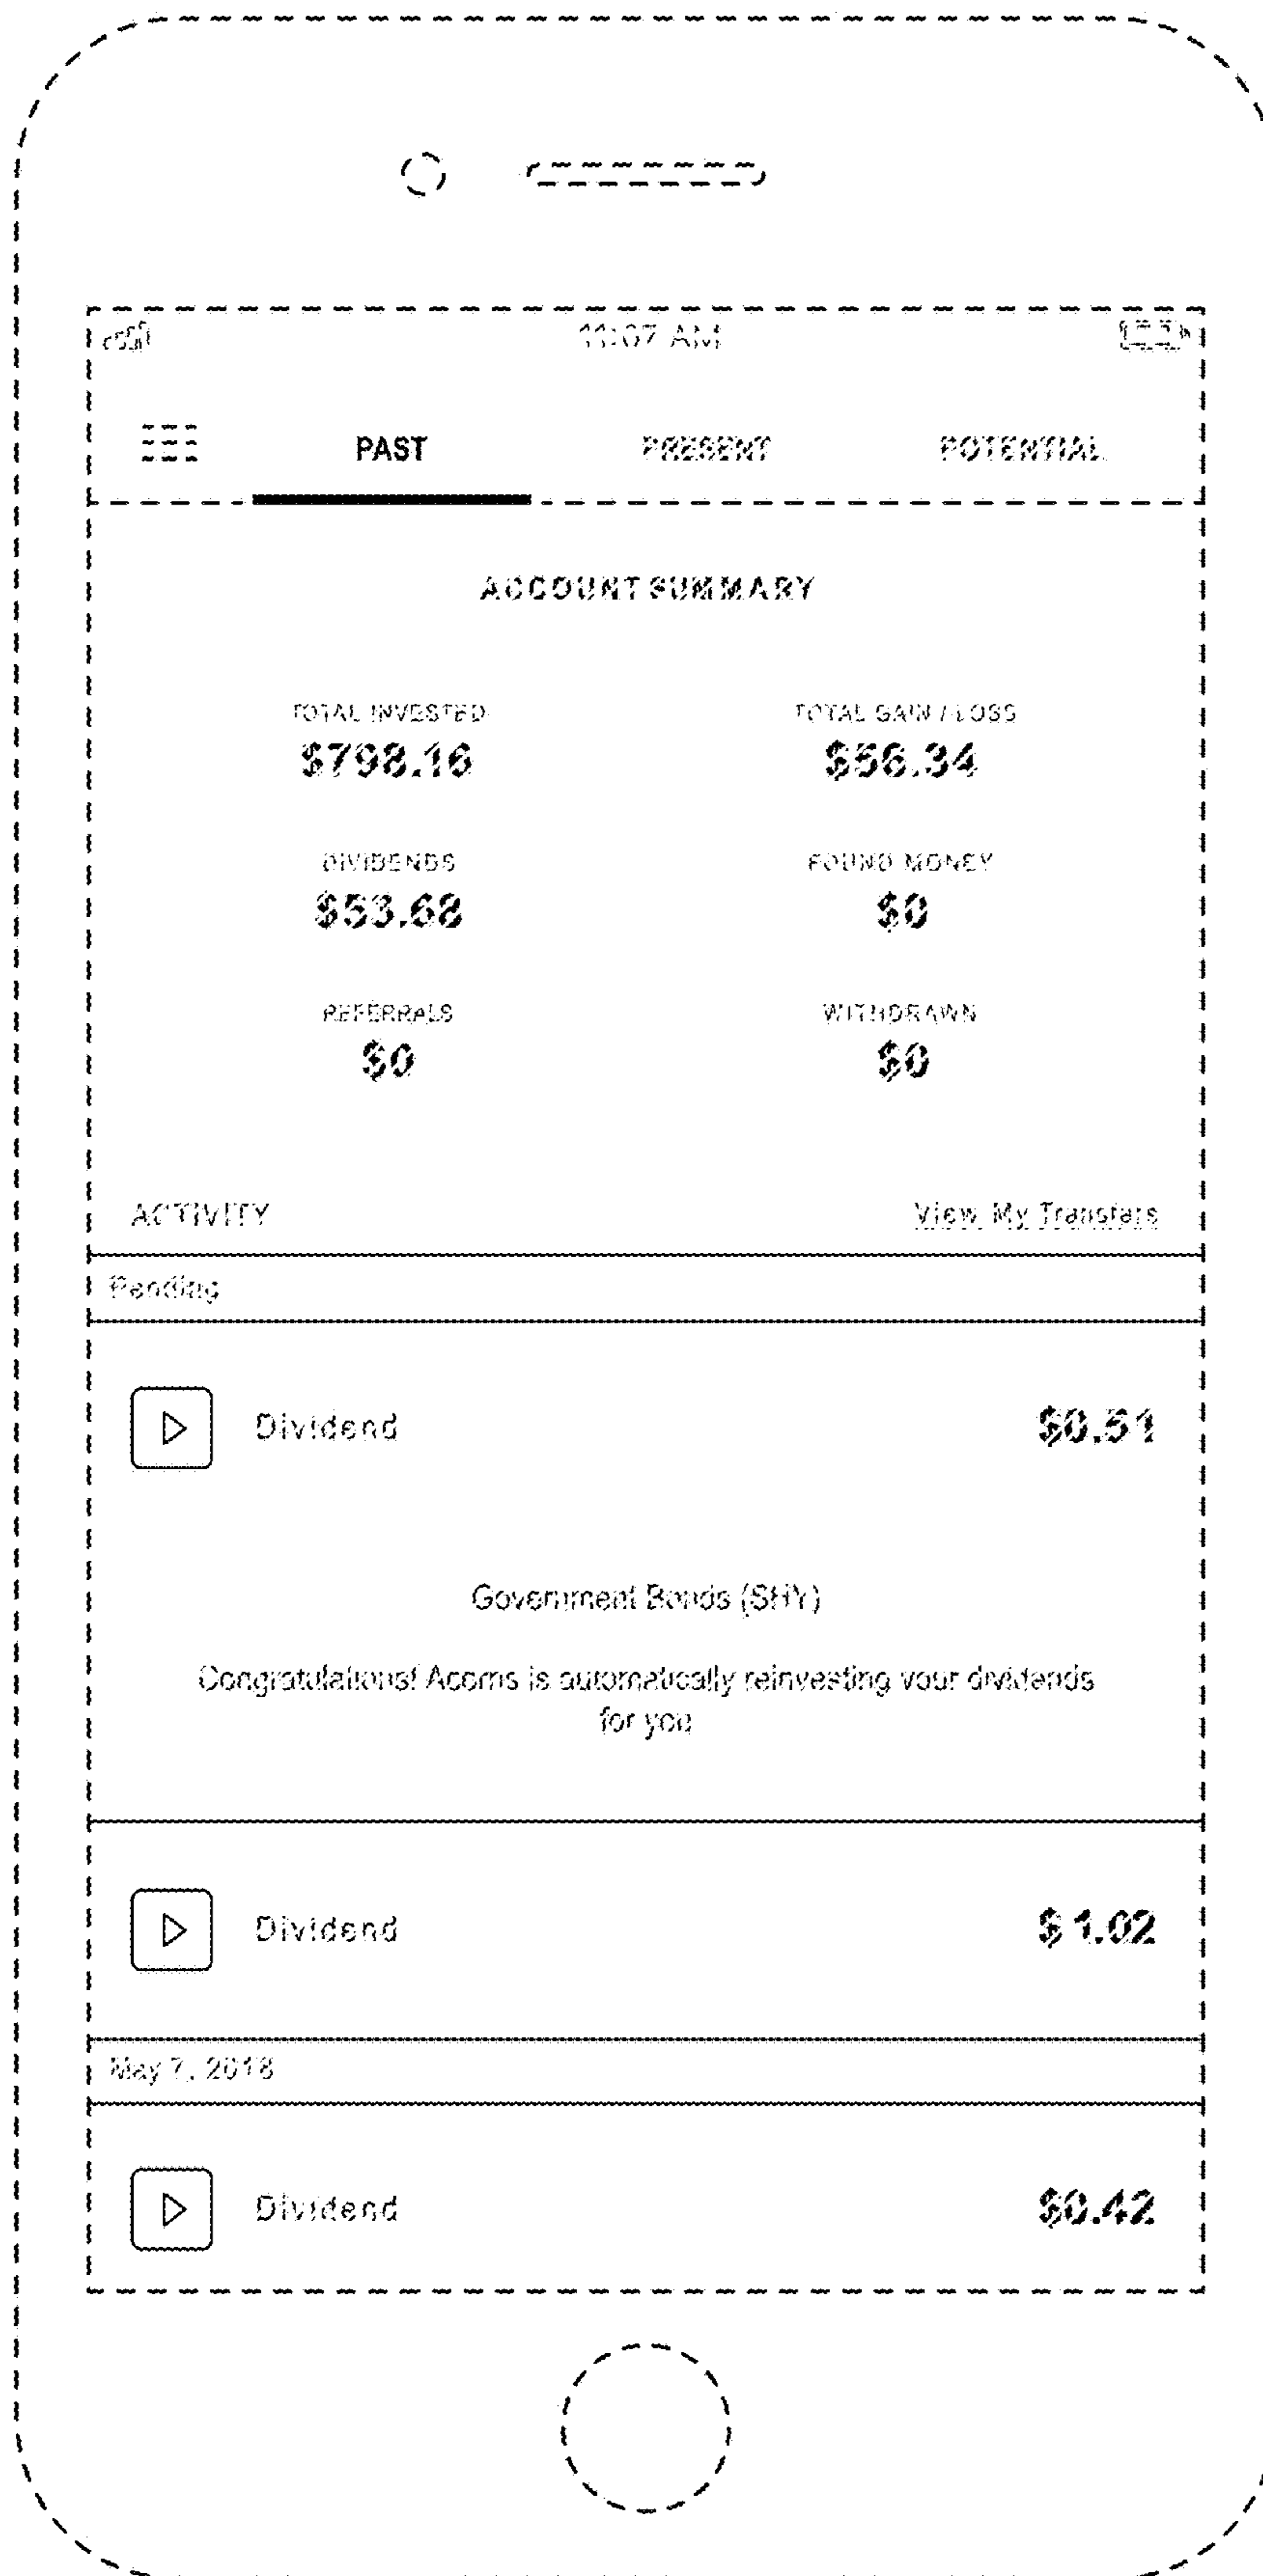 11:07 AM
PAST PRESENT POTENTIAL
ACCOUNT SUMMARY
TOTAL INVESTED TOTAL GAIN / LOSS
$798.16 $56.34
DIVIDENDS FOUND MONEY
$53.68 $0
REFERRALS WITHDRAWN
$0 $0
ACTIVITY View My Transfers
Pending
Dividend $0.51
Government Bonds (SHY)
Congratulations! Acorns is automatically reinvesting your dividends
for you
Dividend $1.02
May 7, 2018
Dividend $0.42